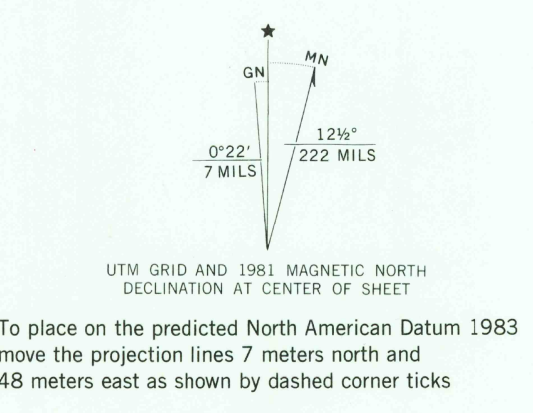 GN
MN
0°22'
7 MILS
12½°
222 MILS
UTM GRID AND 1981 MAGNETIC NORTH
DECLINATION AT CENTER OF SHEET
To place on the predicted North American Datum 1983
move the projection lines 7 meters north and
48 meters east as shown by dashed corner ticks